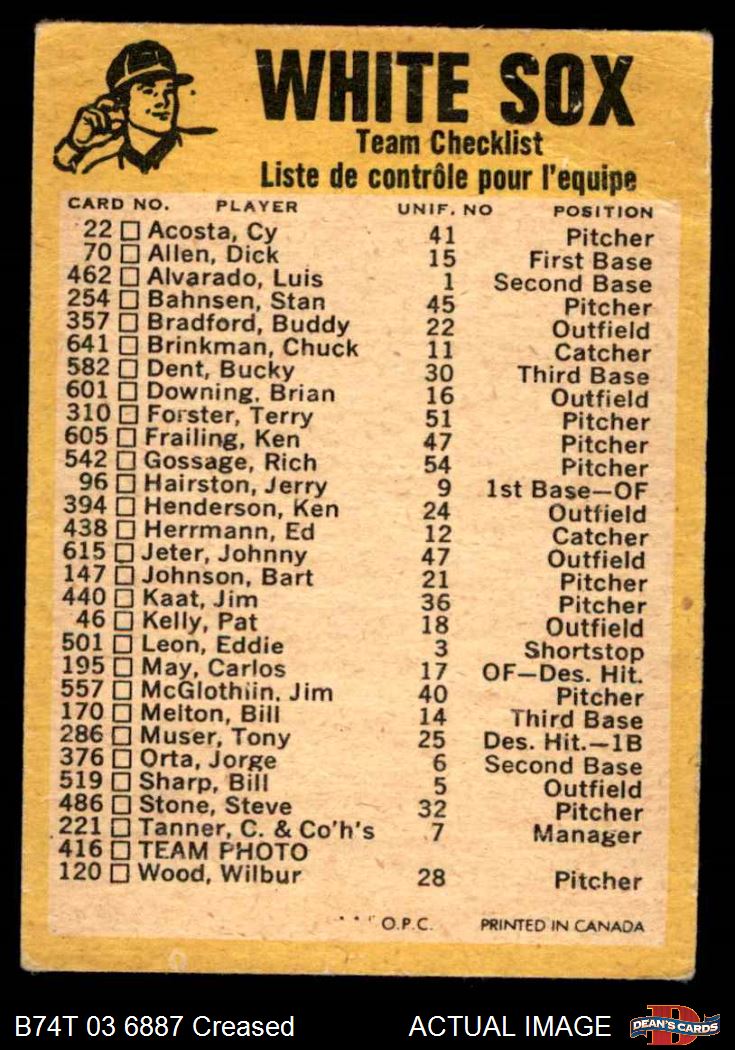 WHITE SOX
Team Checklist
Liste de contrôle pour l'equipe
CARD NO. PLAYER UNIF. NO POSITION
22 Acosta, Cy 41 Pitcher
70 Allen, Dick 15 First Base
462 Alvarado, Luis 1 Second Base
254 Bahnsen, Stan 45 Pitcher
357 Bradford, Buddy 22 Outfield
641 Brinkman, Chuck 11 Catcher
582 Dent, Bucky 30 Third Base
601 Downing, Brian 16 Outfield
310 Forster, Terry 51 Pitcher
605 Frailing, Ken 47 Pitcher
542 Gossage, Rich 54 Pitcher
96 Hairston, Jerry 9 1st Base—OF
394 Henderson, Ken 24 Outfield
438 Herrmann, Ed 12 Catcher
615 Jeter, Johnny 47 Outfield
147 Johnson, Bart 21 Pitcher
440 Kaat, Jim 36 Pitcher
46 Kelly, Pat 18 Outfield
501 Leon, Eddie 3 Shortstop
195 May, Carlos 17 OF—Des. Hit.
557 McGlothlin, Jim 40 Pitcher
170 Melton, Bill 14 Third Base
286 Muser, Tony 25 Des. Hit.—1B
376 Orta, Jorge 6 Second Base
519 Sharp, Bill 5 Outfield
486 Stone, Steve 32 Pitcher
221 Tanner, C. & Co'h's 7 Manager
416 TEAM PHOTO
120 Wood, Wilbur 28 Pitcher
O.P.C. PRINTED IN CANADA
B74T 03 6887 Creased ACTUAL IMAGE DEAN'S CARDS